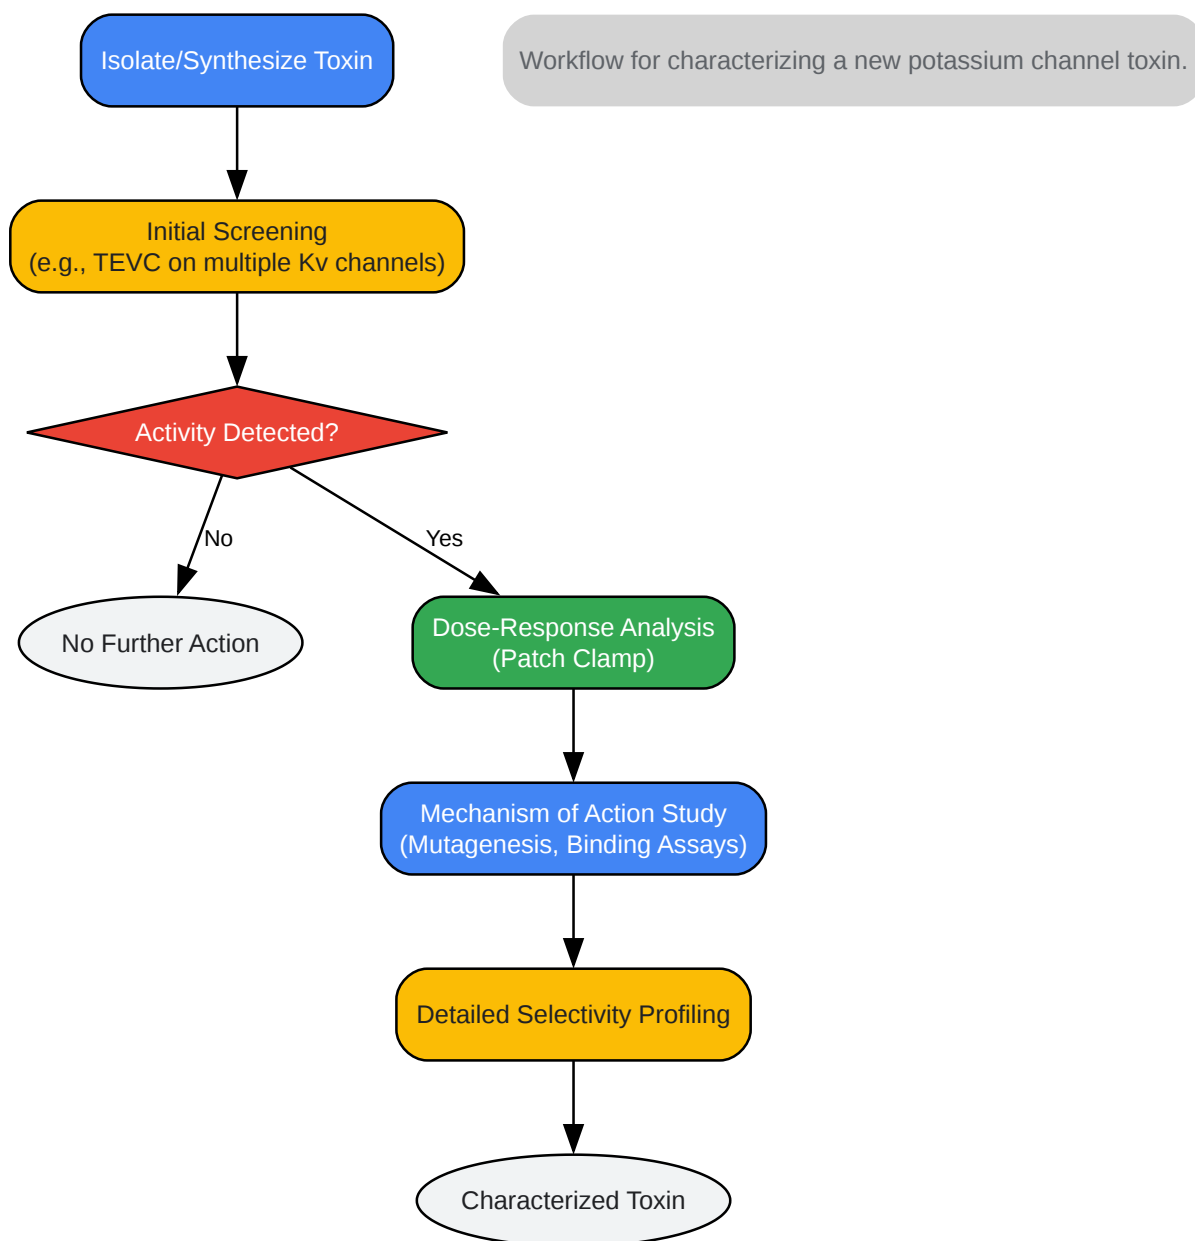 Isolate/Synthesize Toxin
Workflow for characterizing a new potassium channel toxin.
Initial Screening
(e.g., TEVC on multiple Kv channels)
Activity Detected?
No
Yes
No Further Action
Dose-Response Analysis
(Patch Clamp)
Mechanism of Action Study
(Mutagenesis, Binding Assays)
Detailed Selectivity Profiling
Characterized Toxin